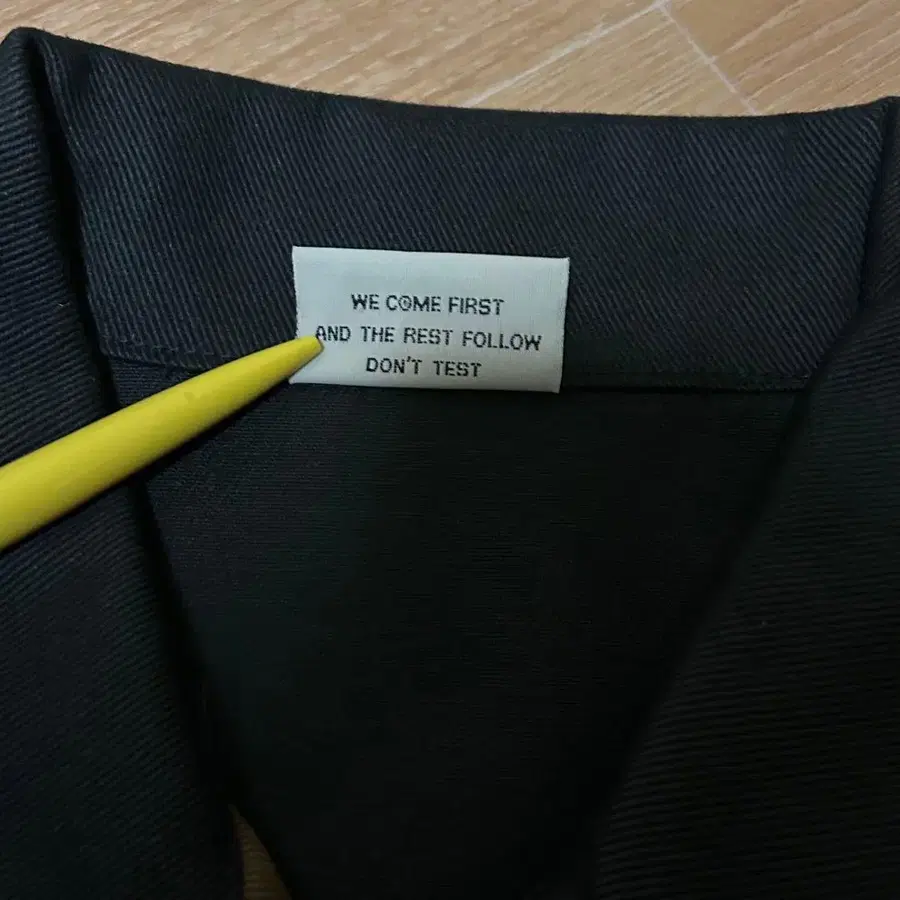 WE COME FIRST
AND THE REST FOLLOW
DON'T TEST